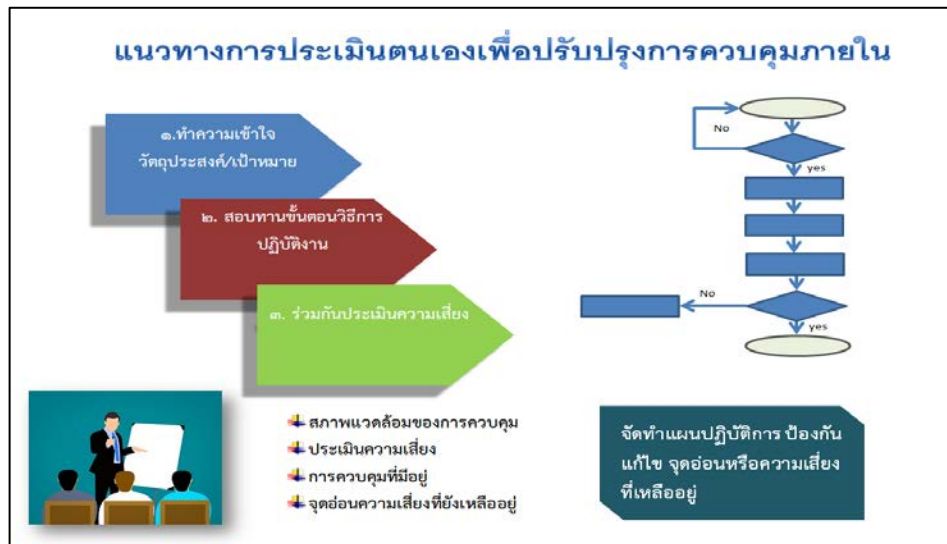 แนวทางการประเมินตนเองเพื่อปรับปรุงการควบคุมภายใน
๑.ทำความเข้าใจ
วัตถุประสงค์/เป้าหมาย
๒. สอบทานขั้นตอนวิธีการ
ปฏิบัติงาน
๓. ร่วมกันประเมินความเสี่ยง
No
yes
No
yes
สภาพแวดล้อมของการควบคุม
ประเมินความเสี่ยง
การควบคุมที่มีอยู่
จุดอ่อนความเสี่ยงที่ยังเหลืออยู่
จัดทำแผนปฏิบัติการ ป้องกัน
แก้ไข จุดอ่อนหรือความเสี่ยง
ที่เหลืออยู่